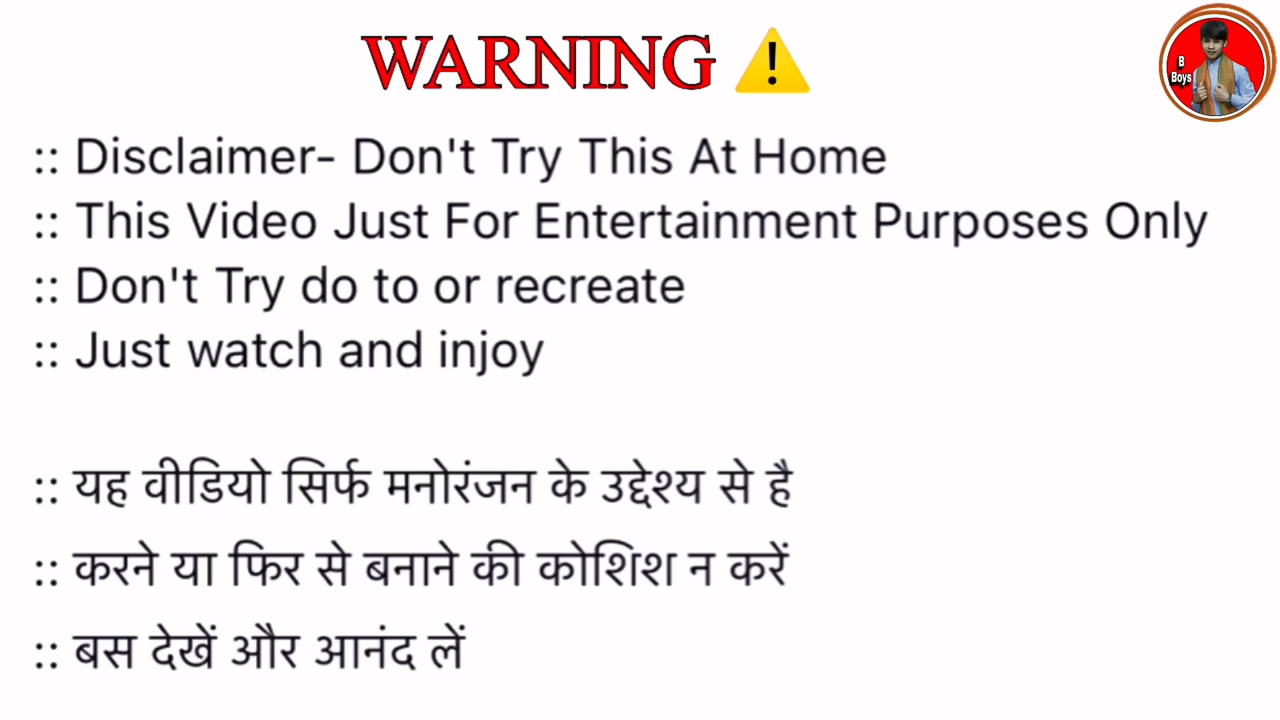 WARNING ⚠️
B
Boys
:: Disclaimer- Don't Try This At Home
:: This Video Just For Entertainment Purposes Only
:: Don't Try do to or recreate
:: Just watch and injoy
:: यह वीडियो सिर्फ मनोरंजन के उद्देश्य से है
:: करने या फिर से बनाने की कोशिश न करें
:: बस देखें और आनंद लें